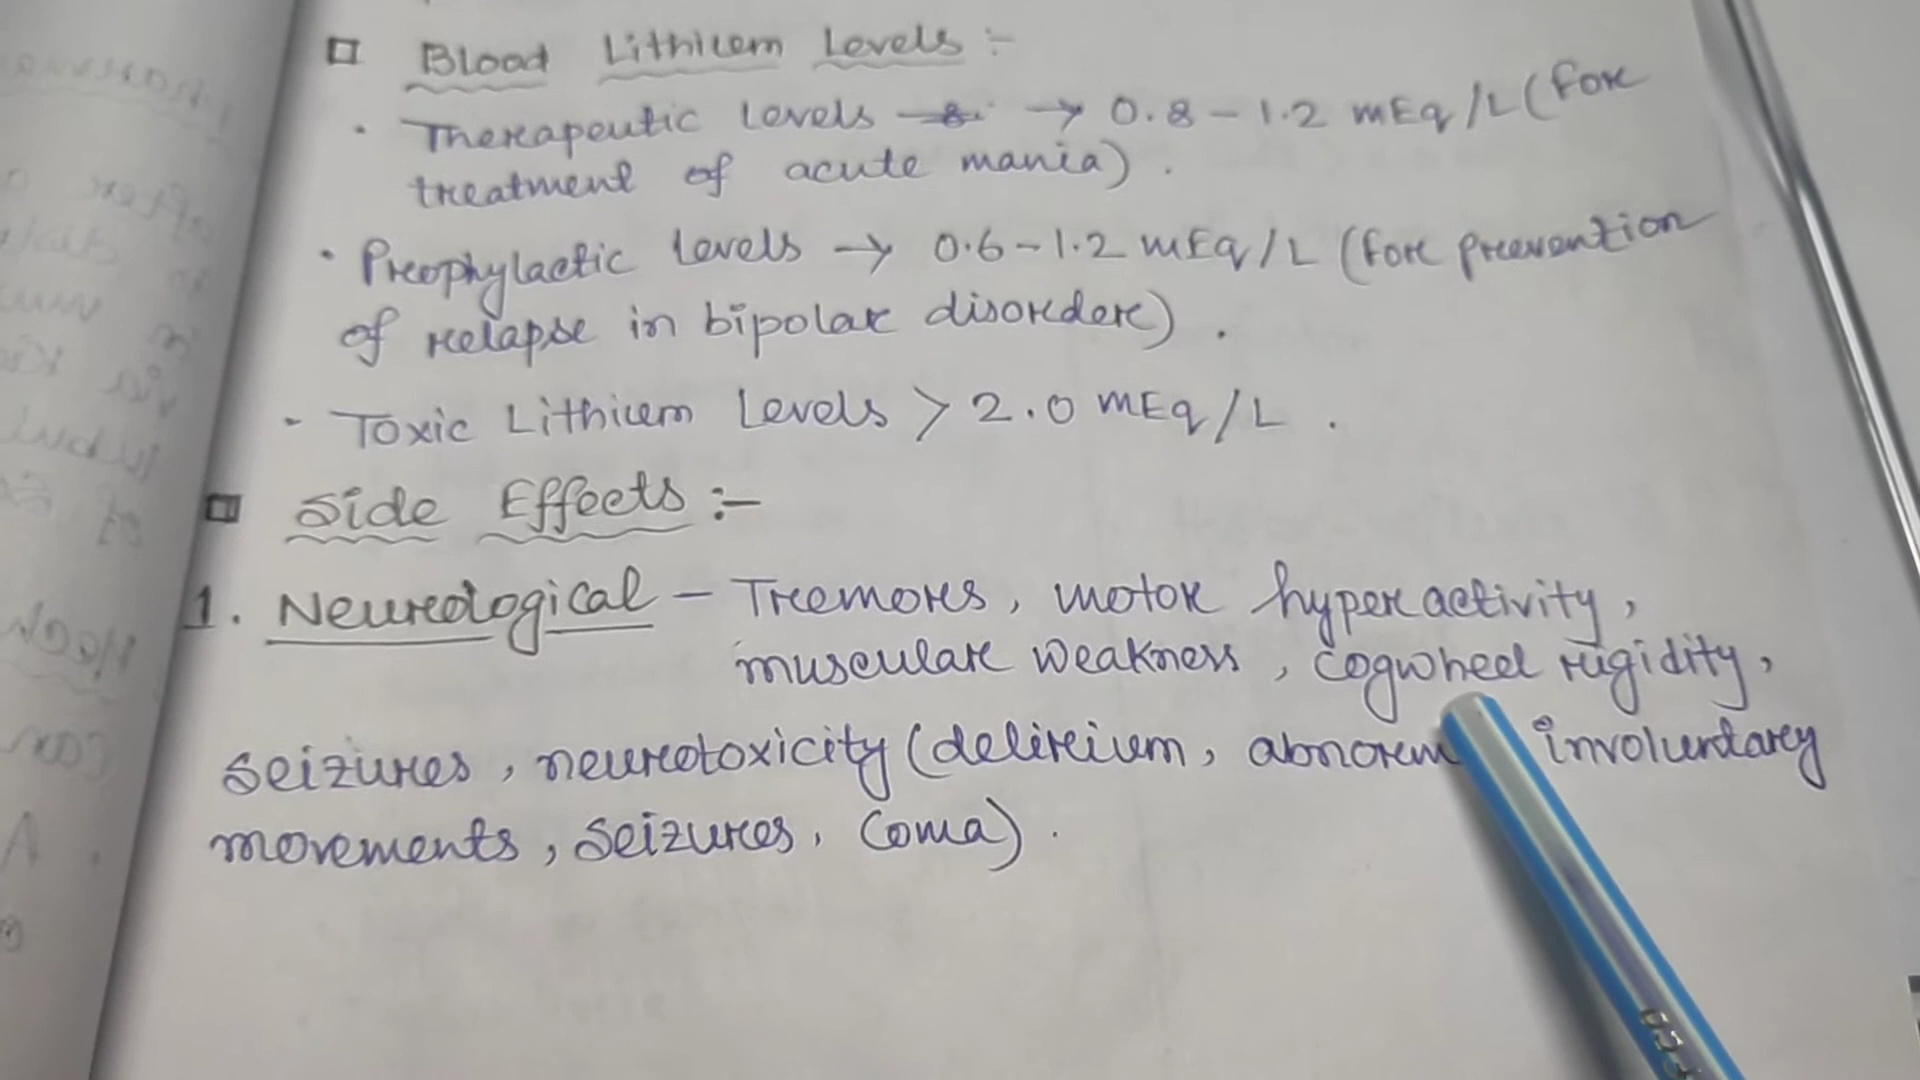 Blood Lithium Levels :-
· Therapeutic Levels → 0.8 - 1.2 mEq/L (For
treatment of acute mania).
· Prophylactic Levels → 0.6 - 1.2 mEq/L (for prevention
of relapse in bipolar disorder).
- Toxic Lithium Levels > 2.0 mEq/L.
Side Effects :-
1. Neurological - Tremors, motor hyperactivity,
muscular weakness, cogwheel rigidity,
seizures, neurotoxicity (delirium, involuntary
movements, seizures, coma).